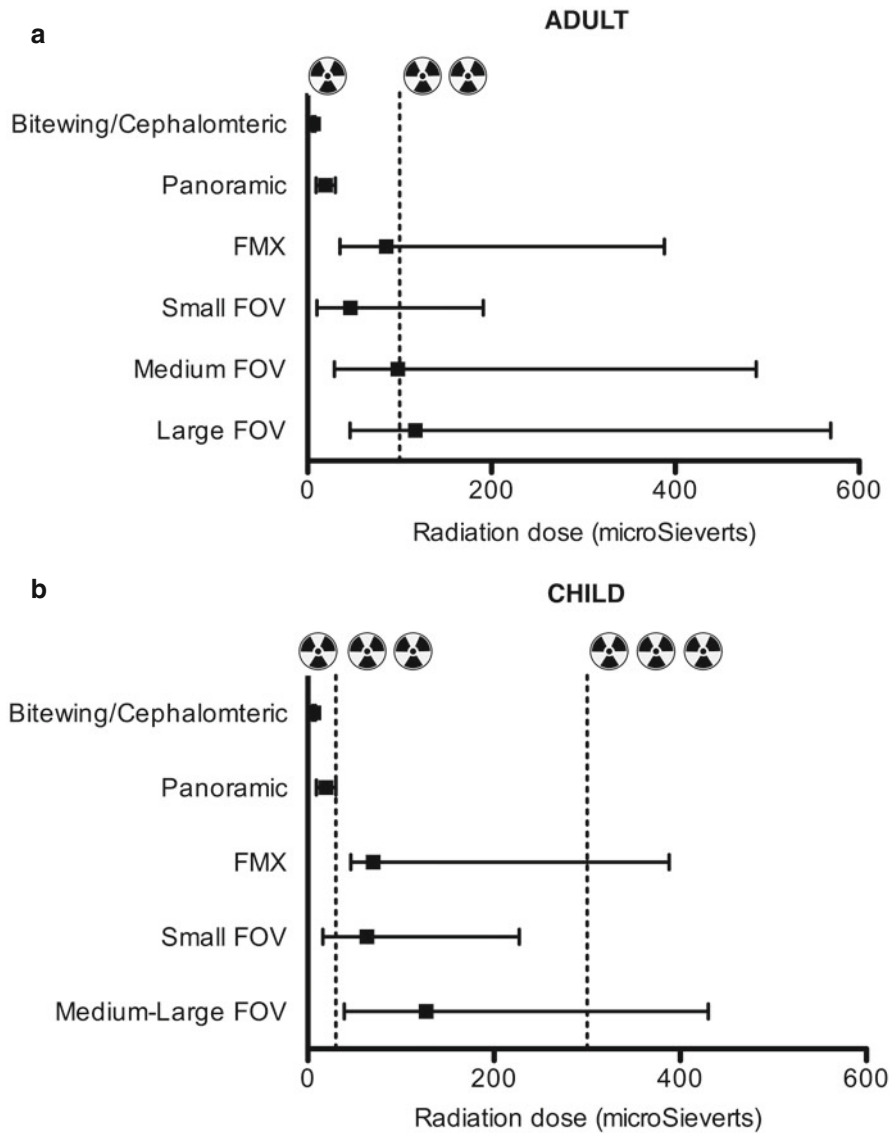 a
ADULT
Bitewing/Cephalomteric
Panoramic
FMX
Small FOV
Medium FOV
Large FOV
0 200 400 600
Radiation dose (microSieverts)
b
CHILD
Bitewing/Cephalomteric
Panoramic
FMX
Small FOV
Medium-Large FOV
0 200 400 600
Radiation dose (microSieverts)